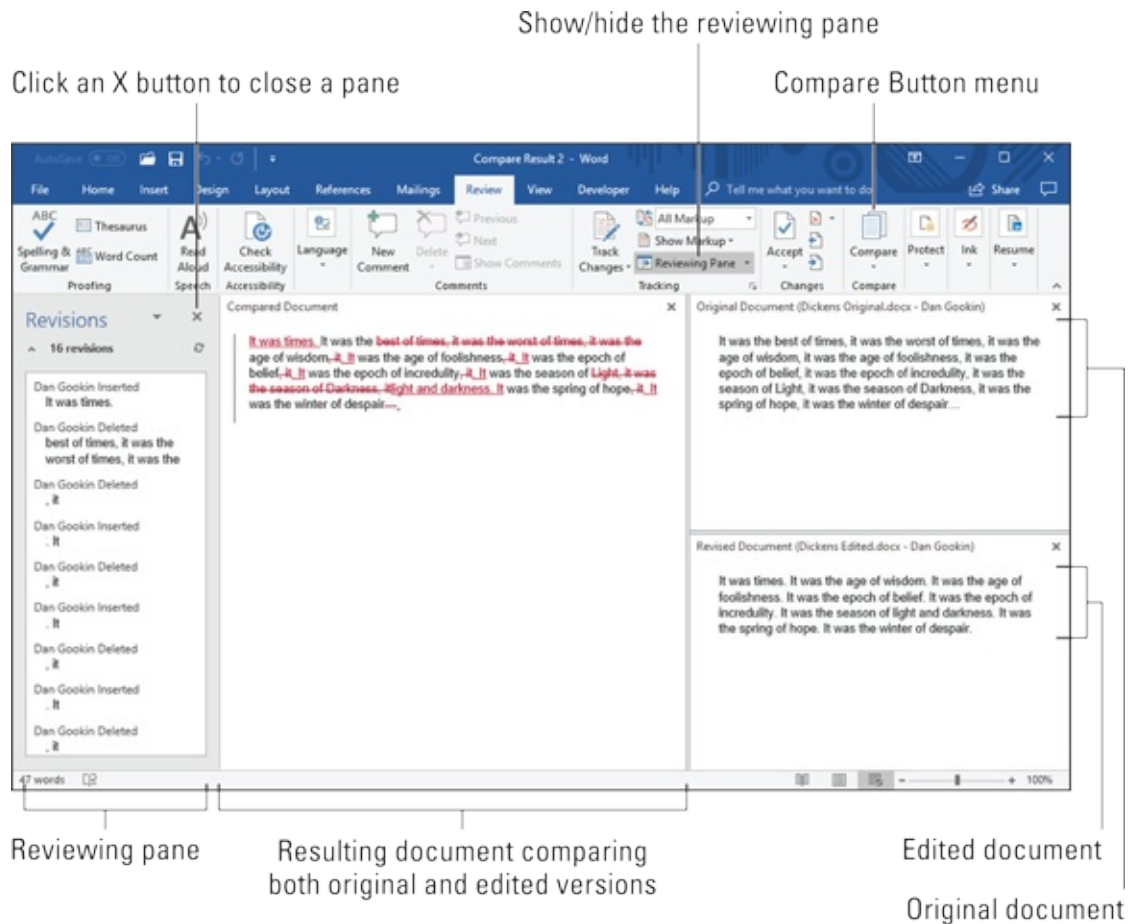 Show/hide the reviewing pane
Click an X button to close a pane
Compare Button menu
AutoSave Off
Compare Result 2 - Word
File Home Insert Design Layout References Mailings Review View Developer Help Tell me what you want to do Share
ABC
Spelling &
Grammar
Thesaurus
ABC
123 Word Count
Proofing
A
Read
Aloud
Speech
Check
Accessibility
Accessibility
Language
New
Comment
Delete
Previous
Next
Show Comments
Comments
Track
Changes
All Markup
Show Markup
Reviewing Pane
Tracking
Accept
Changes
Compare
Compare
Protect
Ink
Resume
Resume
Revisions
16 revisions
Dan Gookin Inserted
It was times.
Dan Gookin Deleted
best of times, it was the
worst of times, it was the
Dan Gookin Deleted
, it
Dan Gookin Inserted
. It
Dan Gookin Deleted
, it
Dan Gookin Inserted
. It
Dan Gookin Deleted
, it
Dan Gookin Inserted
. It
Dan Gookin Deleted
, it
Compared Document
It was times. It was the best of times, it was the worst of times, it was the
age of wisdom, it. It was the age of foolishness, it. It was the epoch of
belief, it. It was the epoch of incredulity, it. It was the season of Light, it was
the season of Darkness, itlight and darkness. It was the spring of hope, it. It
was the winter of despair.....
Original Document (Dickens Original.docx - Dan Gookin)
It was the best of times, it was the worst of times, it was the
age of wisdom, it was the age of foolishness, it was the
epoch of belief, it was the epoch of incredulity, it was the
season of Light, it was the season of Darkness, it was the
spring of hope, it was the winter of despair....
Revised Document (Dickens Edited.docx - Dan Gookin)
It was times. It was the age of wisdom. It was the age of
foolishness. It was the epoch of belief. It was the epoch of
incredulity. It was the season of light and darkness. It was
the spring of hope. It was the winter of despair.
47 words
100%
Reviewing pane
Resulting document comparing
both original and edited versions
Edited document
Original document